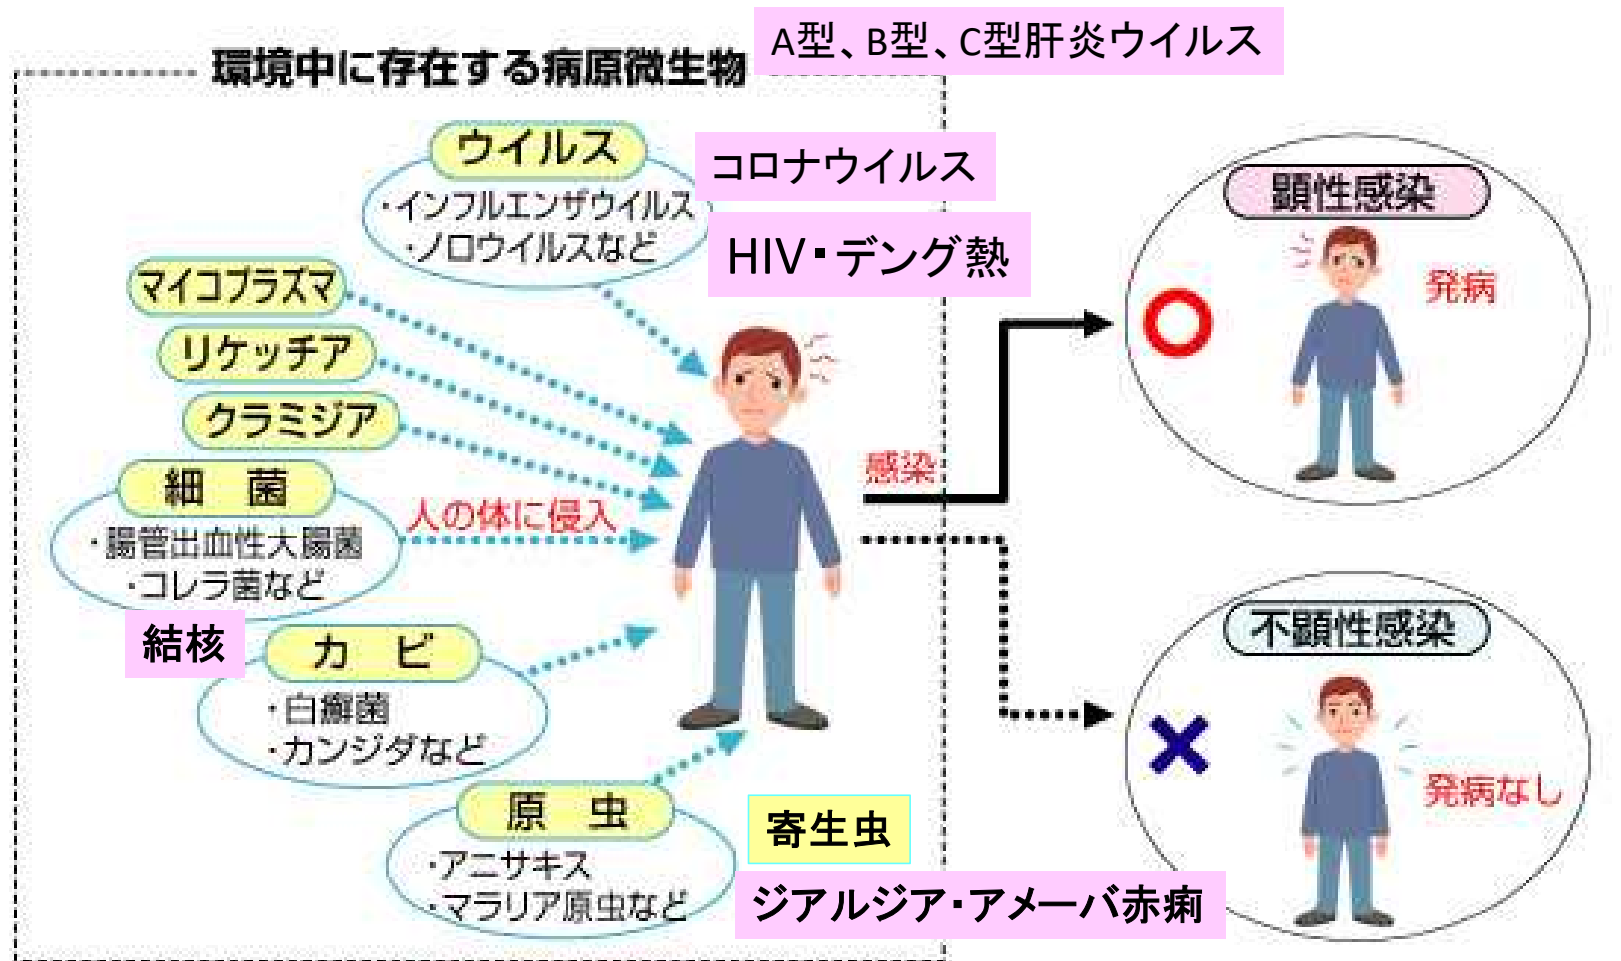 A型、B型、C型肝炎ウイルス
環境中に存在する病原微生物
ウイルス
・インフルエンザウイルス
・ノロウイルスなど
コロナウイルス
HIV・デング熱
マイコプラズマ
リケッチア
クラミジア
細 菌
・腸管出血性大腸菌
・コレラ菌など
結核
人の体に侵入
カ ビ
・白癬菌
・カンジダなど
原 虫
・アニサキス
・マラリア原虫など
寄生虫
ジアルジア・アメーバ赤痢
感染
顕性感染
発病
不顕性感染
発病なし